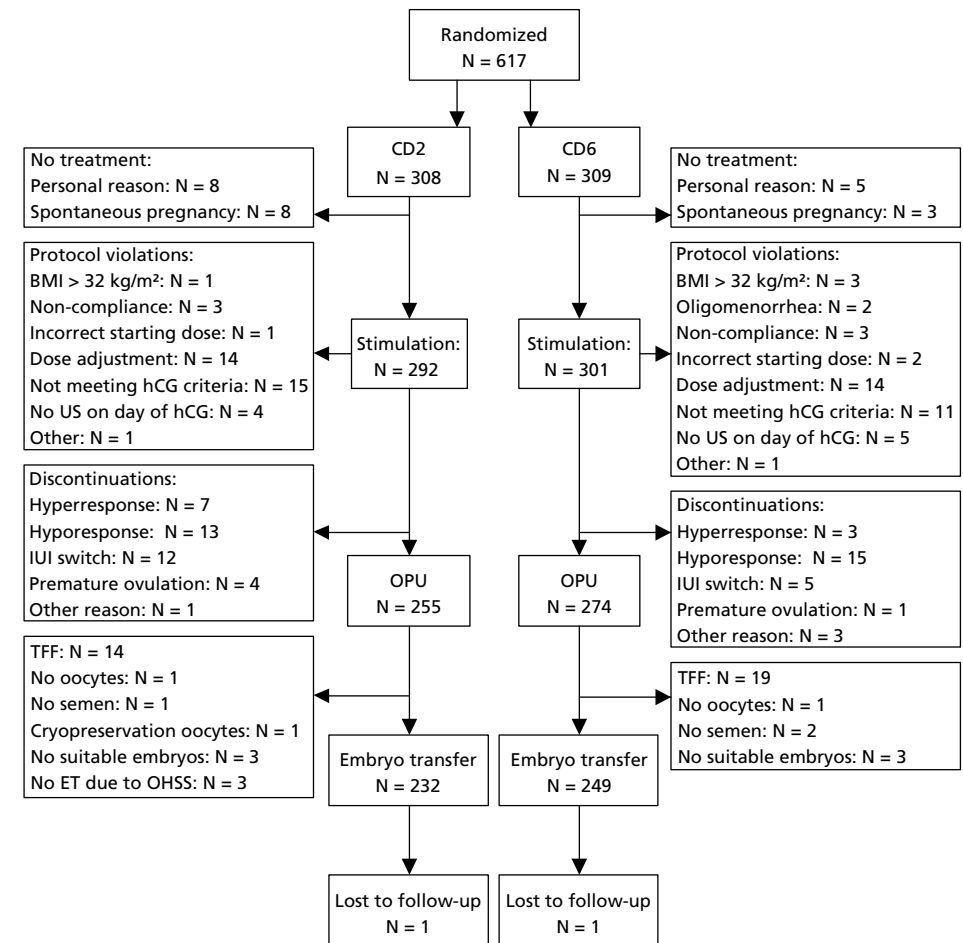 Randomized
N = 617
CD2
N = 308
CD6
N = 309
No treatment:
Personal reason: N = 8
Spontaneous pregnancy: N = 8
No treatment:
Personal reason: N = 5
Spontaneous pregnancy: N = 3
Protocol violations:
BMI > 32 kg/m²: N = 1
Non-compliance: N = 3
Incorrect starting dose: N = 1
Dose adjustment: N = 14
Not meeting hCG criteria: N = 15
No US on day of hCG: N = 4
Other: N = 1
Stimulation:
N = 292
Stimulation:
N = 301
Protocol violations:
BMI > 32 kg/m²: N = 3
Oligomenorrhea: N = 2
Non-compliance: N = 3
Incorrect starting dose: N = 2
Dose adjustment: N = 14
Not meeting hCG criteria: N = 11
No US on day of hCG: N = 5
Other: N = 1
Discontinuations:
Hyperresponse: N = 7
Hyporesponse: N = 13
IUI switch: N = 12
Premature ovulation: N = 4
Other reason: N = 1
OPU
N = 255
OPU
N = 274
Discontinuations:
Hyperresponse: N = 3
Hyporesponse: N = 15
IUI switch: N = 5
Premature ovulation: N = 1
Other reason: N = 3
TFF: N = 14
No oocytes: N = 1
No semen: N = 1
Cryopreservation oocytes: N = 1
No suitable embryos: N = 3
No ET due to OHSS: N = 3
Embryo transfer
N = 232
Embryo transfer
N = 249
TFF: N = 19
No oocytes: N = 1
No semen: N = 2
No suitable embryos: N = 3
Lost to follow-up
N = 1
Lost to follow-up
N = 1